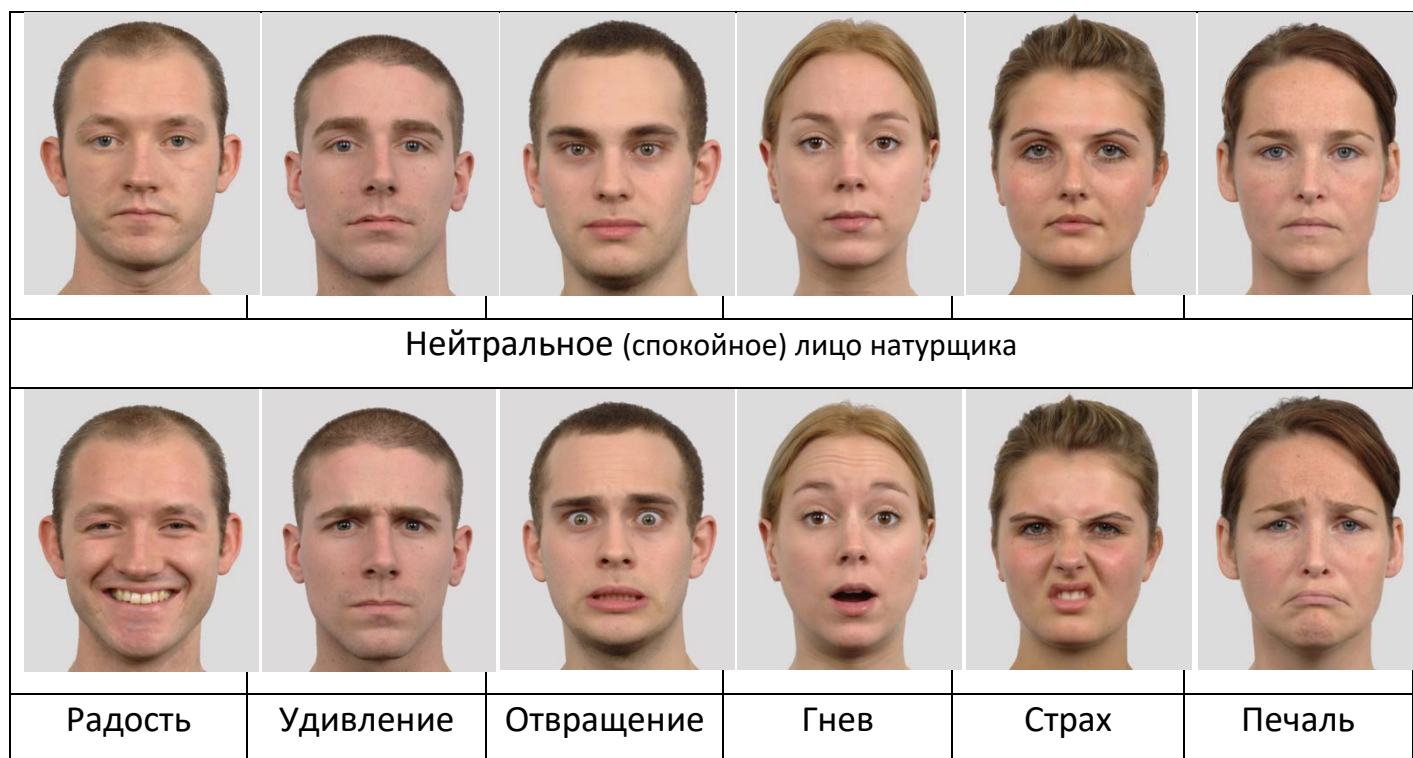 Нейтральное (спокойное) лицо натурщика
Радость Удивление Отвращение Гнев Страх Печаль